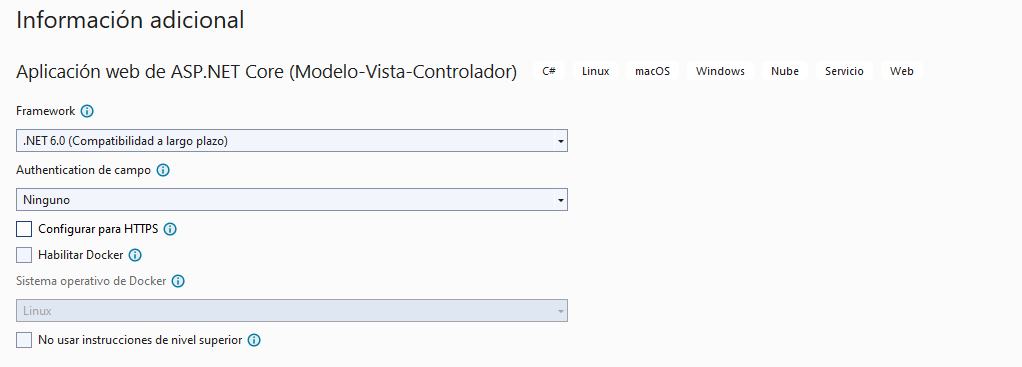 Información adicional
Aplicación web de ASP.NET Core (Modelo-Vista-Controlador) C# Linux macOS Windows Nube Servicio Web
Framework
.NET 6.0 (Compatibilidad a largo plazo)
Authentication de campo
Ninguno
Configurar para HTTPS
Habilitar Docker
Sistema operativo de Docker
Linux
No usar instrucciones de nivel superior